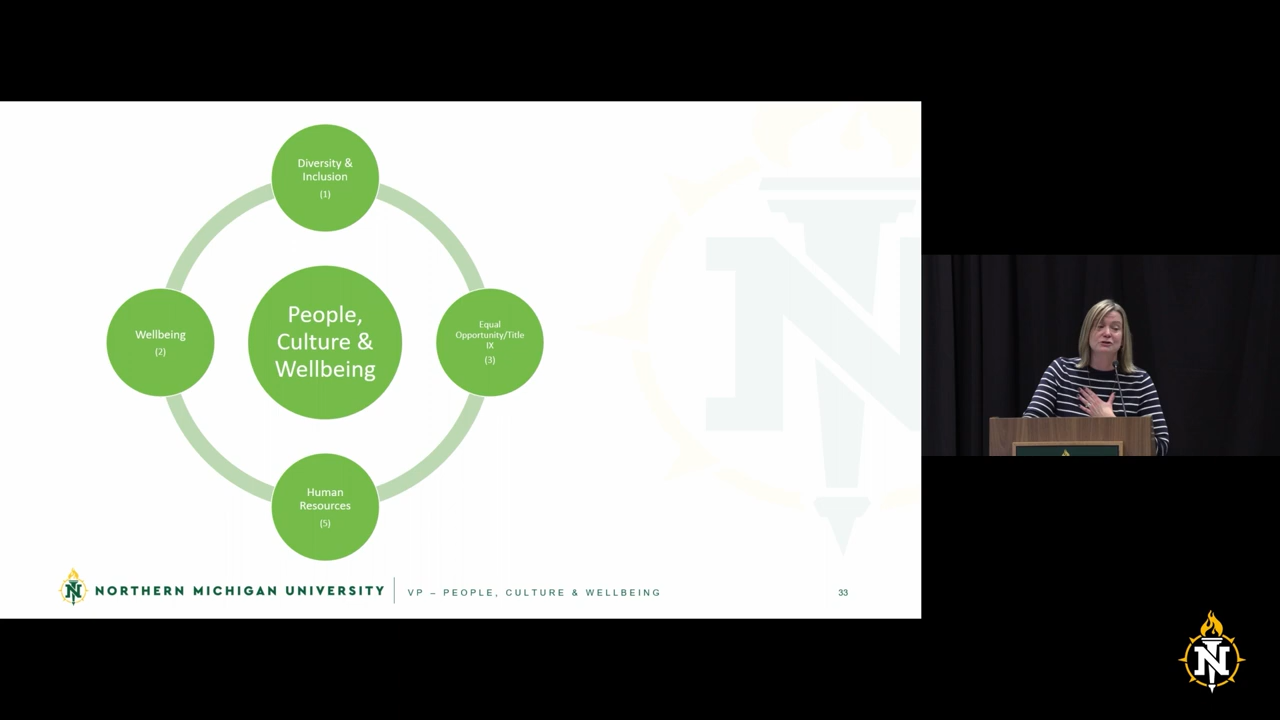 Diversity &
Inclusion
(1)
Wellbeing
(2)
People,
Culture &
Wellbeing
Equal
Opportunity/Title
IX
(3)
Human
Resources
(5)
NORTHERN MICHIGAN UNIVERSITY
VP – PEOPLE, CULTURE & WELLBEING
33